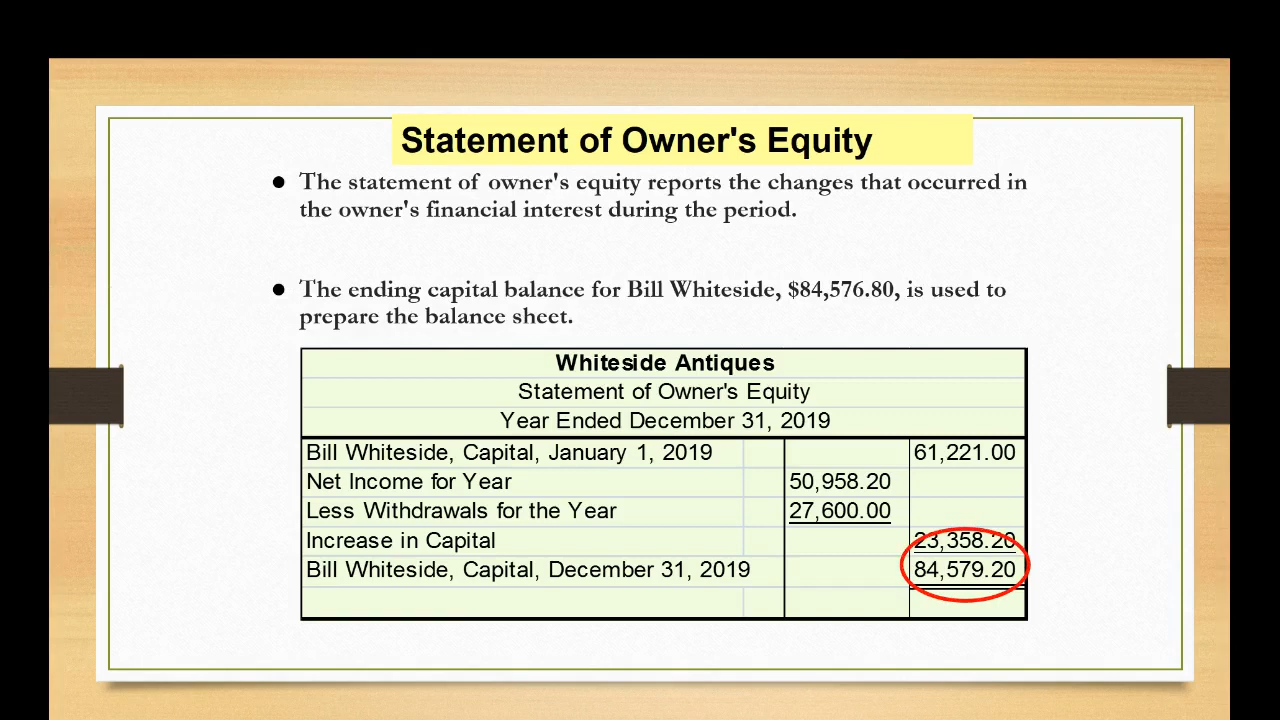 Statement of Owner's Equity
● The statement of owner's equity reports the changes that occurred in
the owner's financial interest during the period.
● The ending capital balance for Bill Whiteside, $84,576.80, is used to
prepare the balance sheet.
Whiteside Antiques
Statement of Owner's Equity
Year Ended December 31, 2019
Bill Whiteside, Capital, January 1, 2019 61,221.00
Net Income for Year 50,958.20
Less Withdrawals for the Year 27,600.00
Increase in Capital 23,358.20
Bill Whiteside, Capital, December 31, 2019 84,579.20